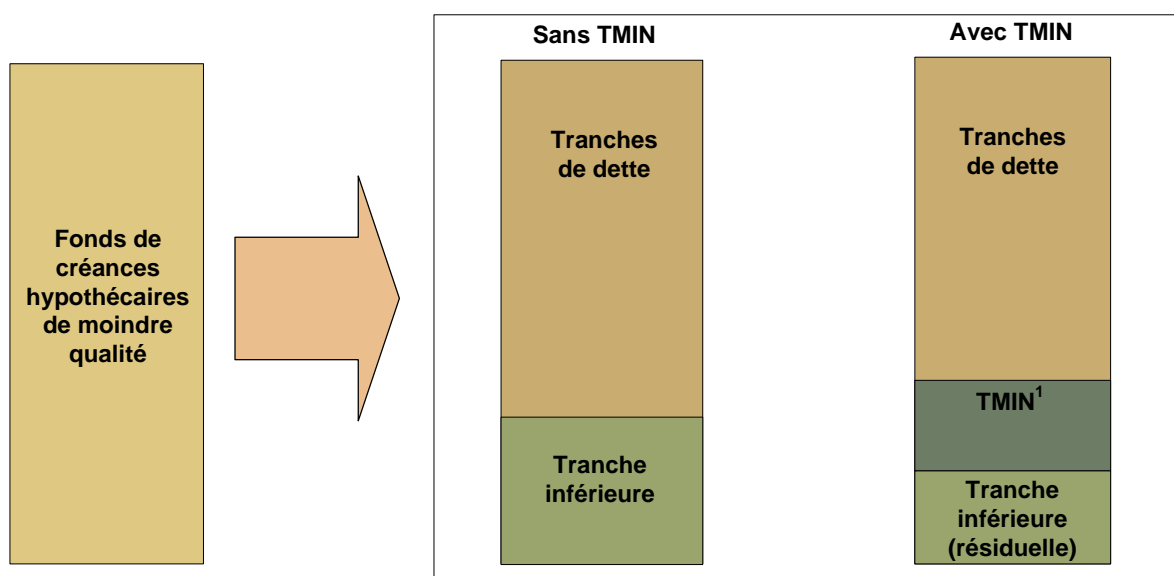 Sans TMIN
Avec TMIN
Fonds de
créances
hypothécaires
de moindre
qualité
Tranches
de dette
Tranche
inférieure
Tranches
de dette
TMIN¹
Tranche
inférieure
(résiduelle)